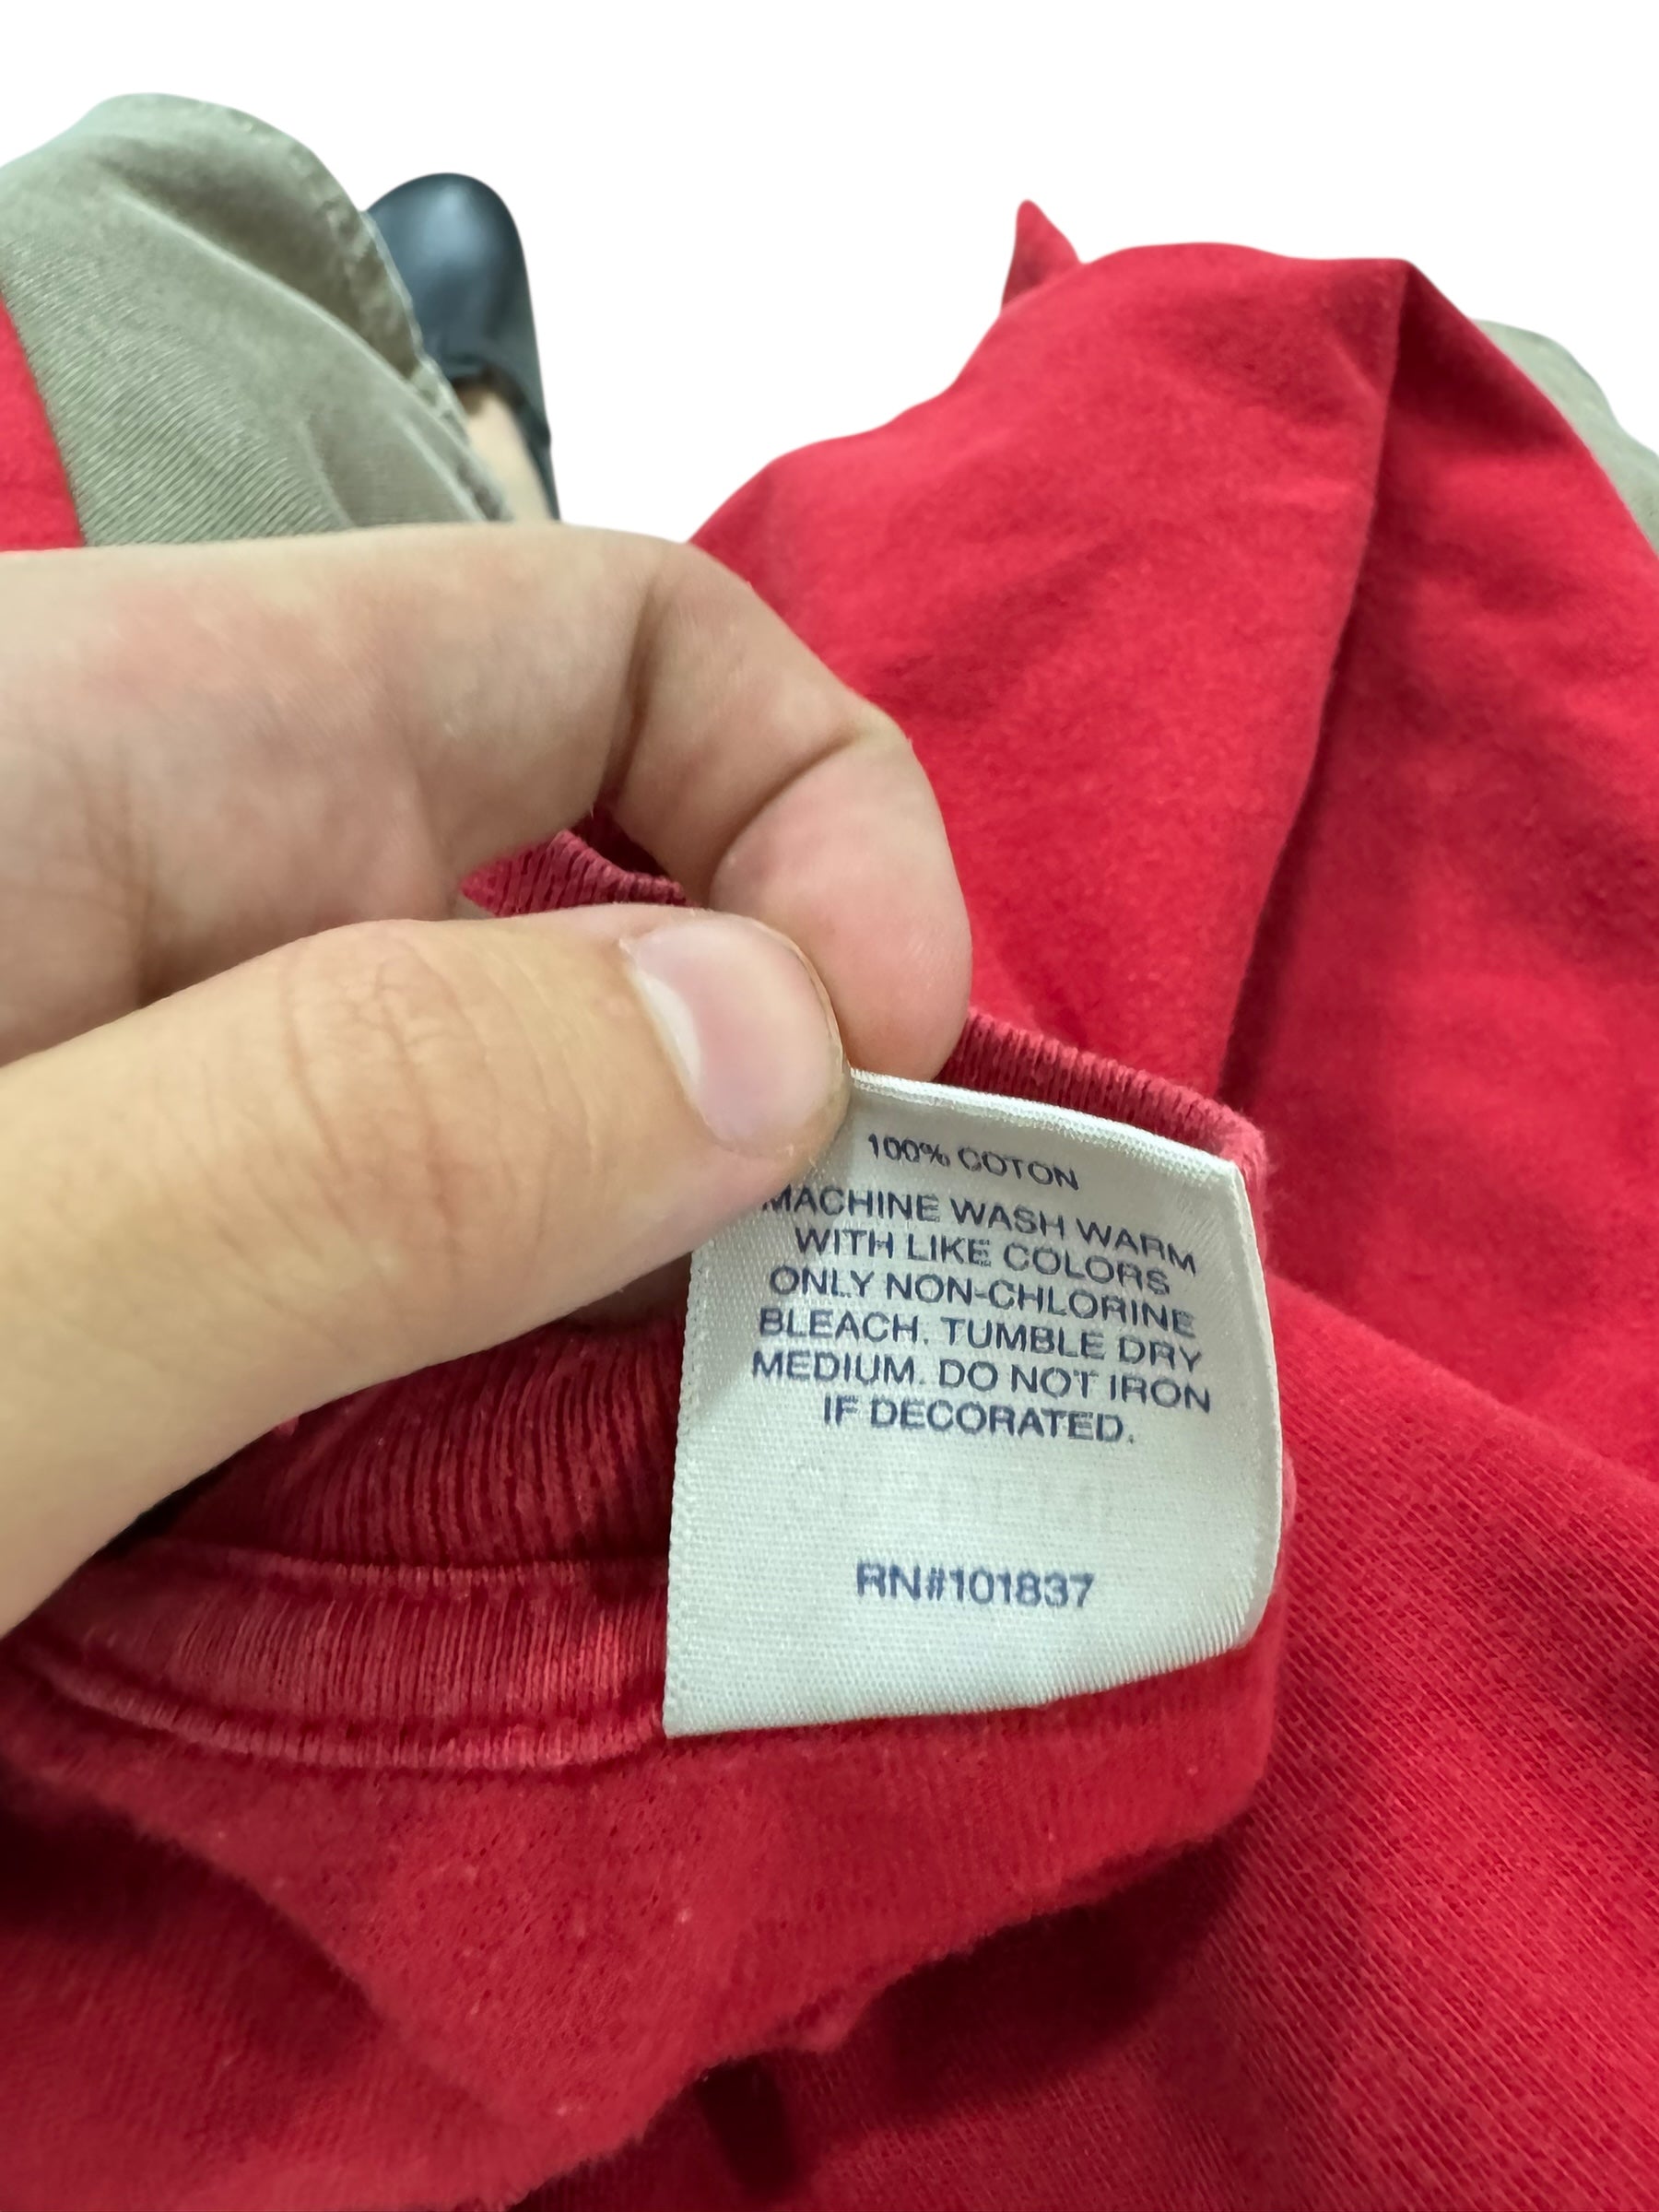 100% COTON
MACHINE WASH WARM
WITH LIKE COLORS
ONLY NON-CHLORINE
BLEACH. TUMBLE DRY
MEDIUM. DO NOT IRON
IF DECORATED.
RN#101837